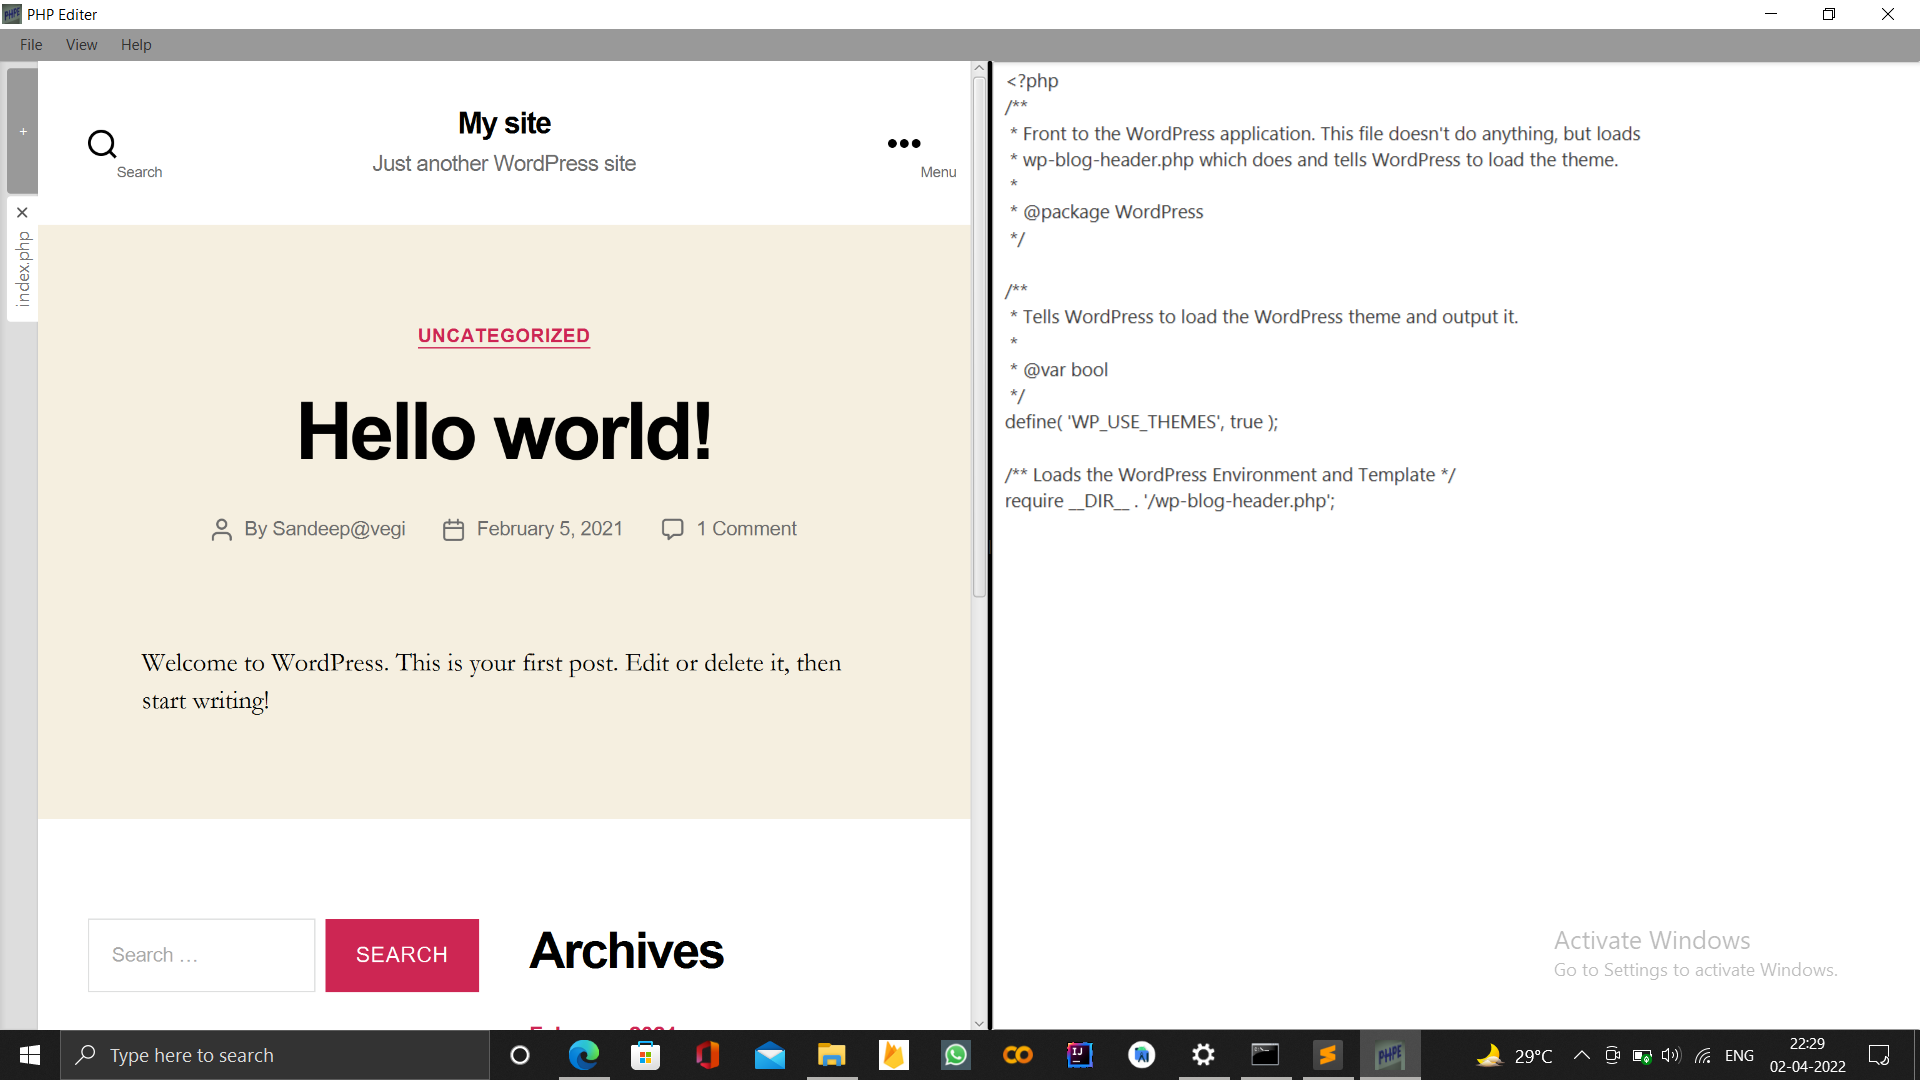 PHP Editer
File View Help
+
index.php
My site
Just another WordPress site
Search
Menu
UNCATEGORIZED
Hello world!
By Sandeep@vegi February 5, 2021 1 Comment
Welcome to WordPress. This is your first post. Edit or delete it, then
start writing!
Search … SEARCH
Archives
<?php
/**
* Front to the WordPress application. This file doesn't do anything, but loads
* wp-blog-header.php which does and tells WordPress to load the theme.
*
* @package WordPress
*/
/**
* Tells WordPress to load the WordPress theme and output it.
*
* @var bool
*/
define( 'WP_USE_THEMES', true );
/** Loads the WordPress Environment and Template */
require __DIR__ . '/wp-blog-header.php';
Activate Windows
Go to Settings to activate Windows.
Type here to search
IJ
PHPE
29°C
ENG
22:29
02-04-2022